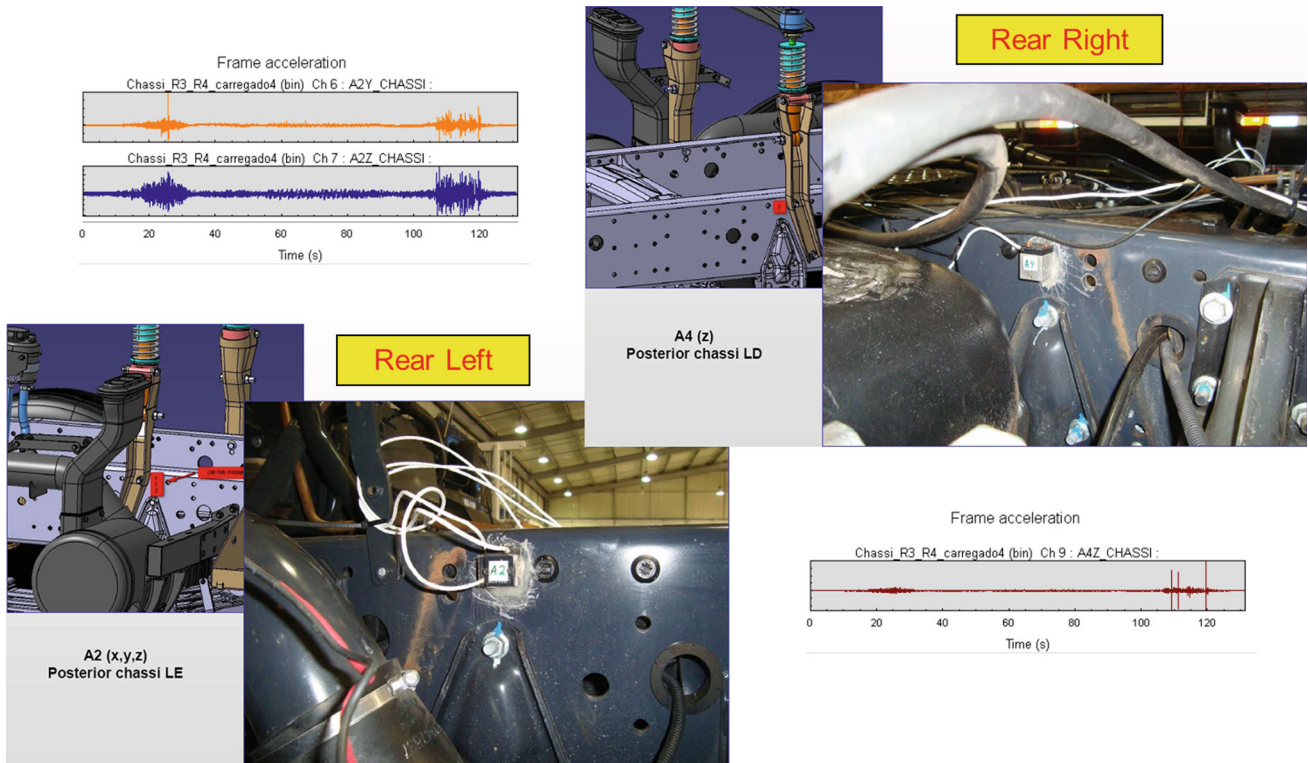 Frame acceleration
Chassi_R3_R4_carregado4 (bin) Ch 6 : A2Y_CHASSI :
Chassi_R3_R4_carregado4 (bin) Ch 7 : A2Z_CHASSI :
0 20 40 60 80 100 120
Time (s)
Rear Right
A4
A4 (z)
Posterior chassi LD
Rear Left
A2
A2 (x,y,z)
Posterior chassi LE
Frame acceleration
Chassi_R3_R4_carregado4 (bin) Ch 9 : A4Z_CHASSI :
0 20 40 60 80 100 120
Time (s)